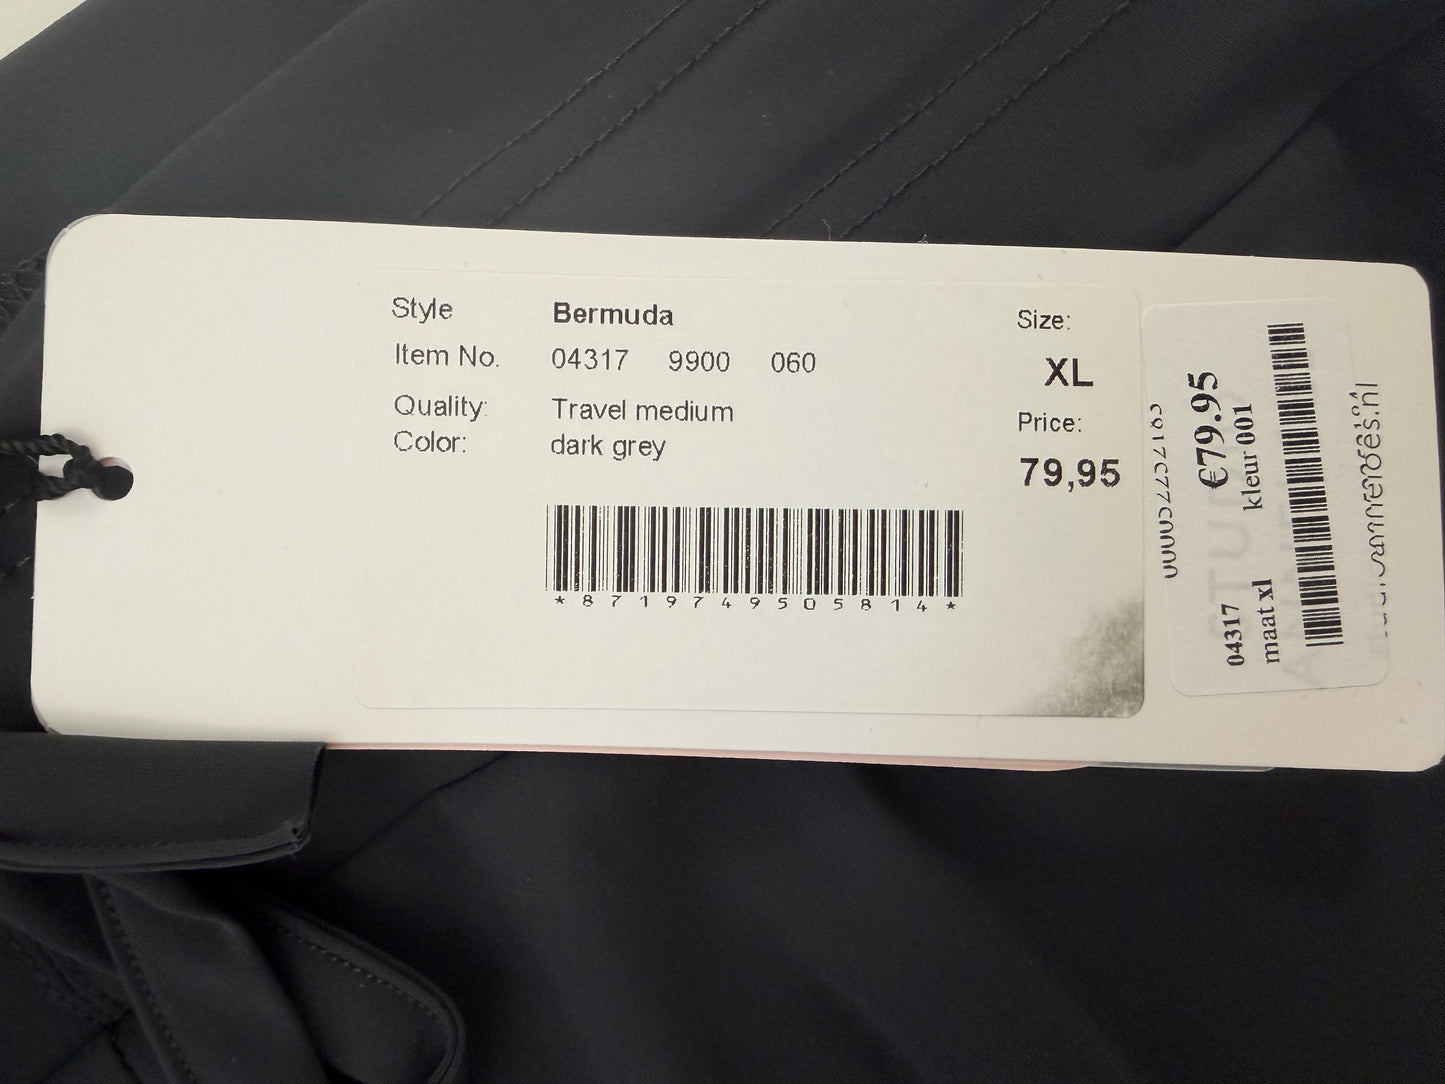 Style Bermuda
Item No. 04317 9900 060
Quality: Travel medium
Color: dark grey
*8719749505814*
Size:
XL
Price:
79,95
04317 €79.95
maat xl kleur 001